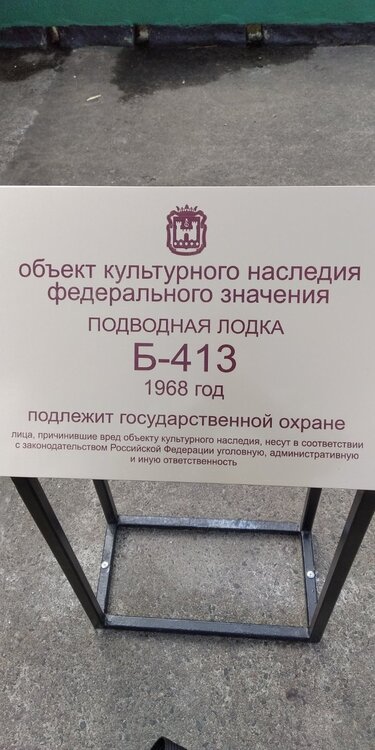 объект культурного наследия
федерального значения
ПОДВОДНАЯ ЛОДКА
Б-413
1968 год
подлежит государственной охране
лица, причинившие вред объекту культурного наследия, несут в соответствии
с законодательством Российской Федерации уголовную, административную
и иную ответственность